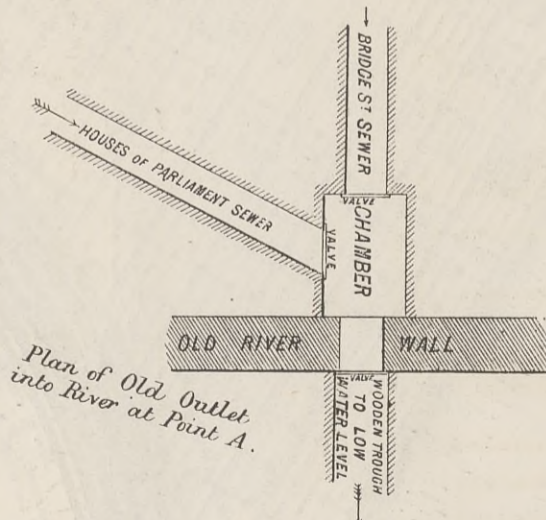 BRIDGE ST SEWER
HOUSES OF PARLIAMENT SEWER
VALVE
CHAMBER
VALVE
OLD RIVER WALL
Plan of Old Outlet
into River at Point A.
VALVE
WOODEN TROUGH
TO LOW
WATER LEVEL